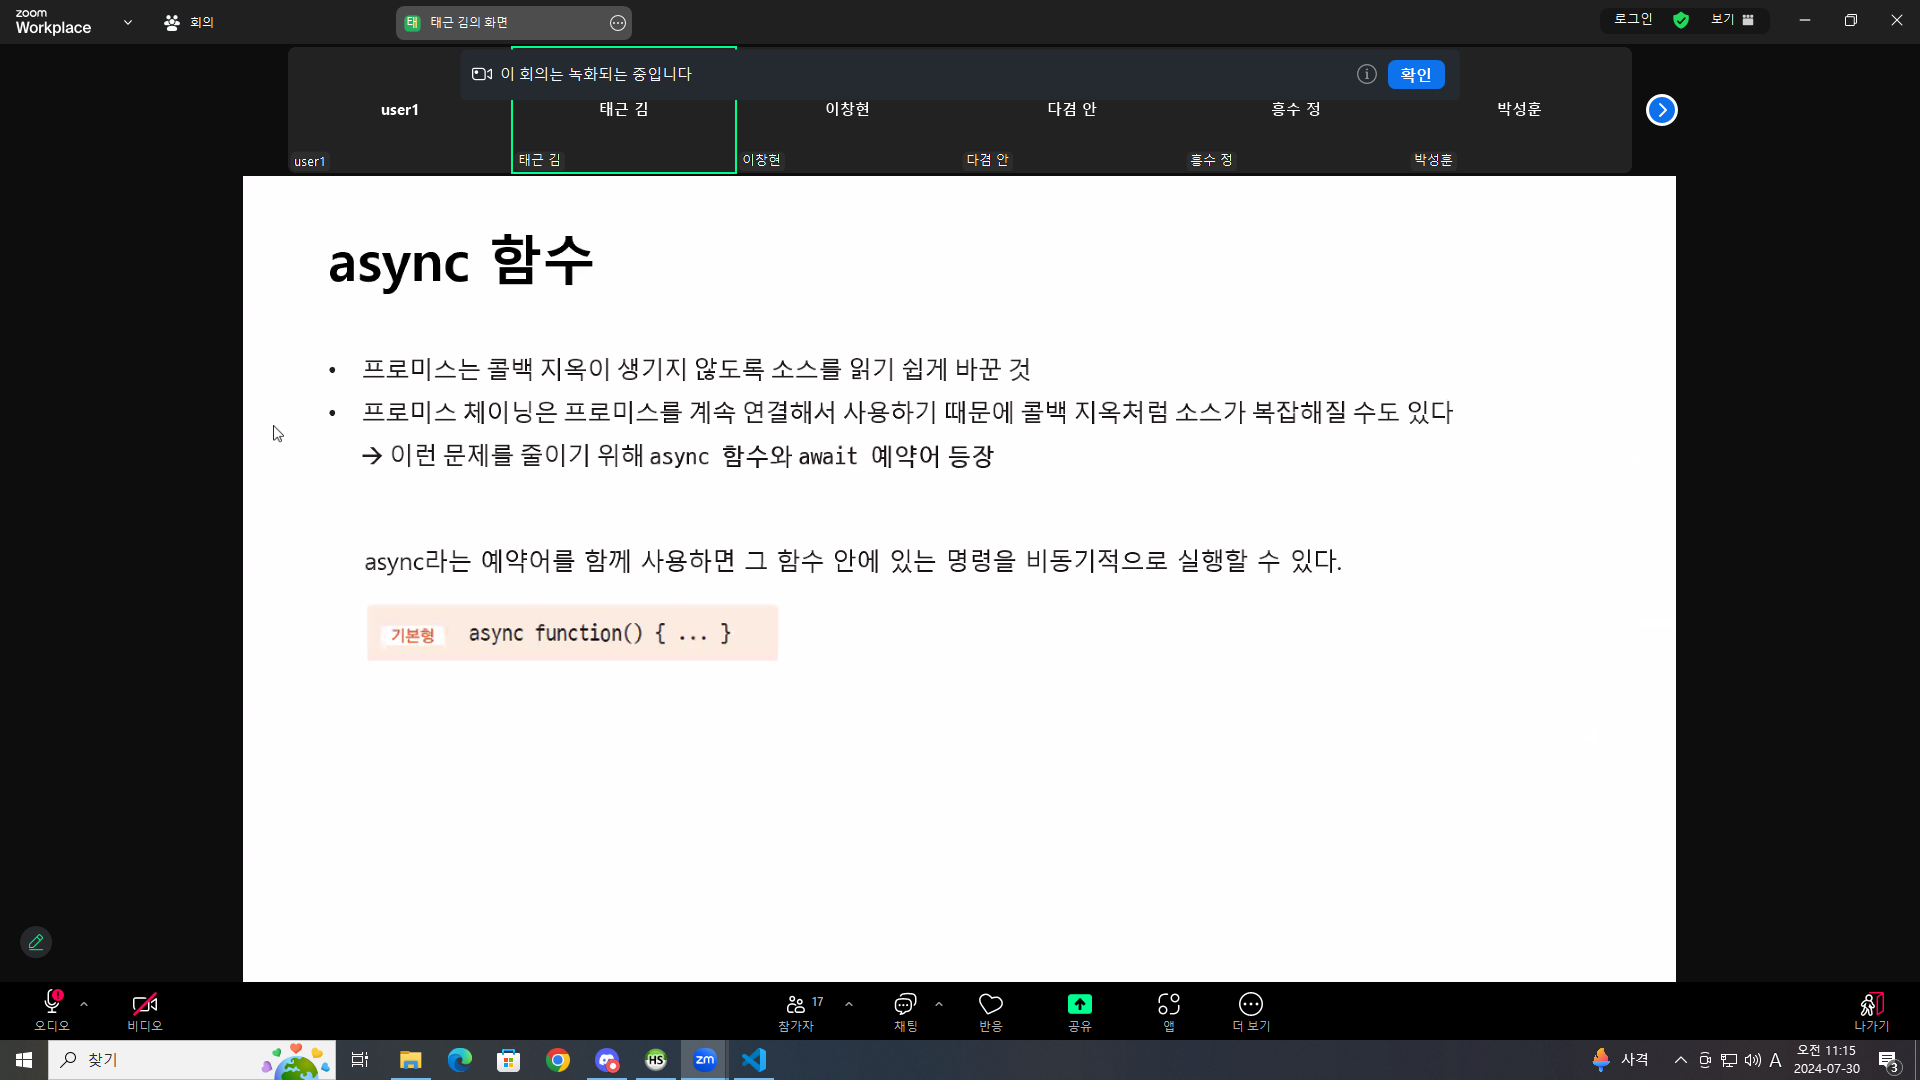 zoom
Workplace
회의
태 태근 김의 화면
로그인
보기
이 회의는 녹화되는 중입니다
확인
user1
태근 김
이창현
다겸 안
흥수 정
박성훈
user1
태근 김
이창현
다겸 안
흥수 정
박성훈
async 함수
• 프로미스는 콜백 지옥이 생기지 않도록 소스를 읽기 쉽게 바꾼 것
• 프로미스 체이닝은 프로미스를 계속 연결해서 사용하기 때문에 콜백 지옥처럼 소스가 복잡해질 수도 있다
→ 이런 문제를 줄이기 위해 async 함수와 await 예약어 등장
async라는 예약어를 함께 사용하면 그 함수 안에 있는 명령을 비동기적으로 실행할 수 있다.
기본형 async function() { ... }
오디오
비디오
17
참가자
채팅
반응
공유
앱
더 보기
나가기
찾기
HS
zm
사격
A
오전 11:15
2024-07-30
3